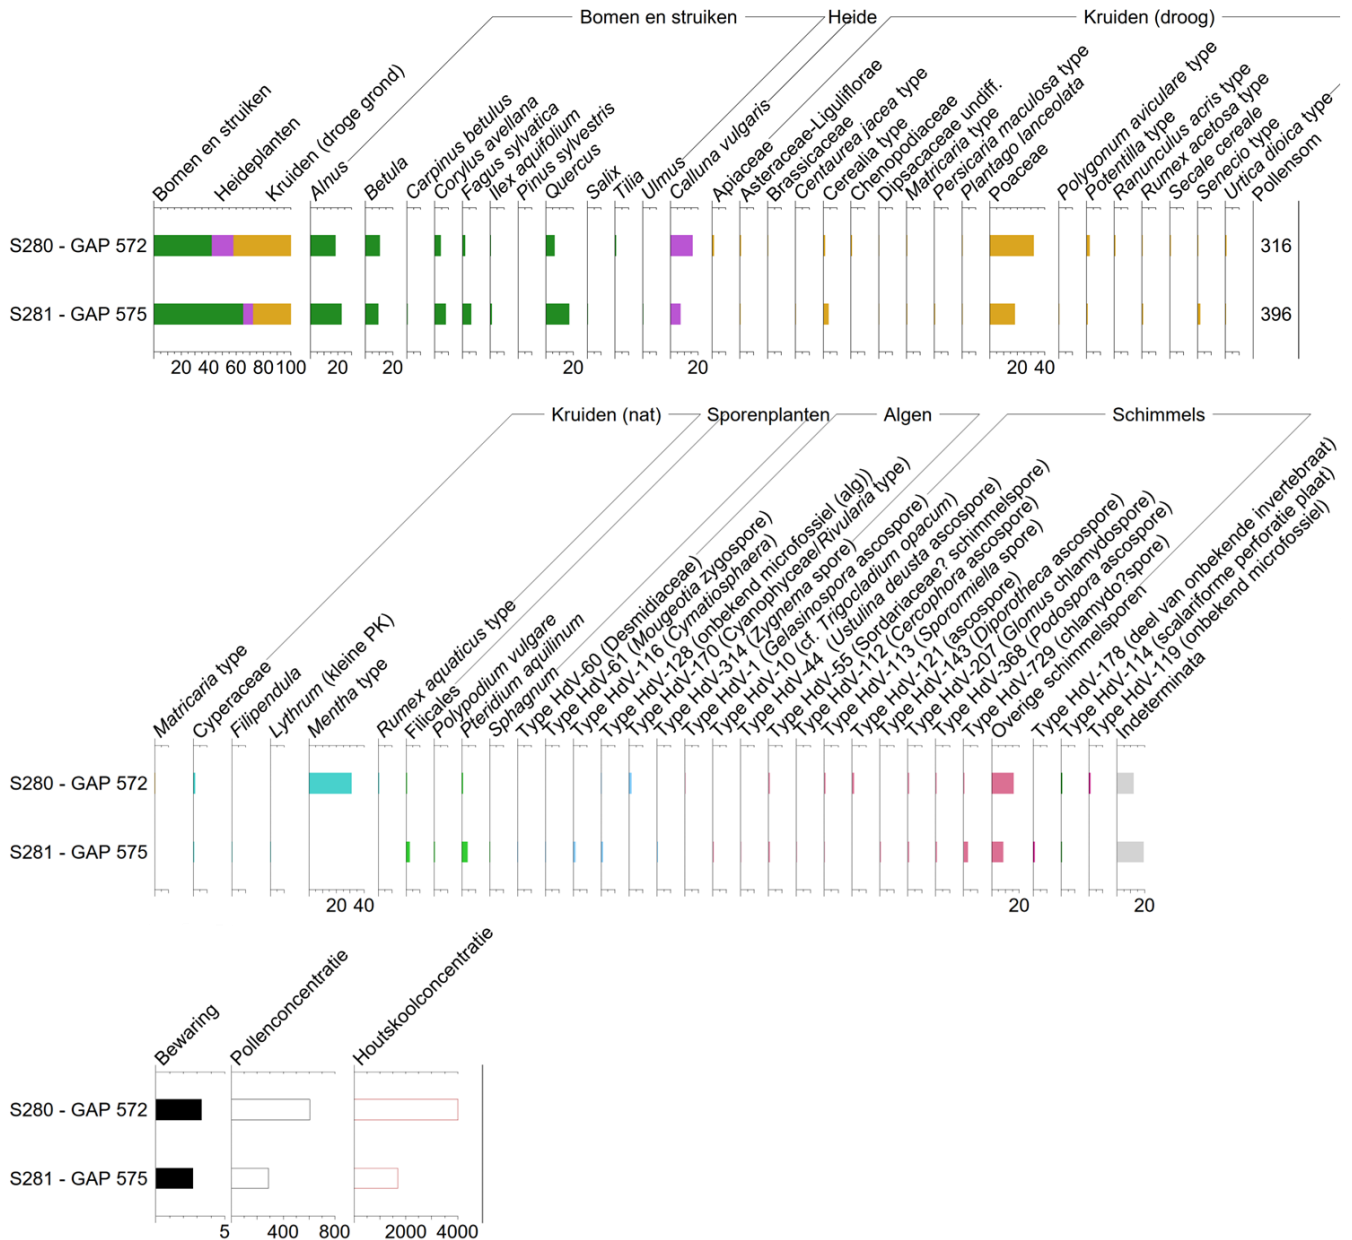 Bomen en struiken
Heide
Kruiden (droog)
Bomen en struiken
Heideplanten
Kruiden (droge grond)
Alnus
Betula
Carpinus betulus
Corylus avellana
Fagus sylvatica
Ilex aquifolium
Pinus sylvestris
Quercus
Salix
Tilia
Ulmus
Calluna vulgaris
Apiaceae
Asteraceae-Liguliflorae
Brassicaceae
Centaurea jacea type
Cerealia type
Chenopodiaceae
Dipsacaceae undiff.
Matricaria type
Persicaria maculosa type
Plantago lanceolata
Poaceae
Polygonum aviculare type
Potentilla type
Ranunculus acris type
Rumex acetosa type
Secale cereale
Senecio type
Urtica dioica type
Pollensom
S280 - GAP 572
316
S281 - GAP 575
396
20 40 60 80 100
20
20
20
20
20 40
Kruiden (nat)
Sporenplanten
Algen
Schimmels
Matricaria type
Cyperaceae
Filipendula
Lythrum (kleine PK)
Mentha type
Rumex aquaticus type
Filicales
Polypodium vulgare
Pteridium aquilinum
Sphagnum
Type HdV-60 (Desmidiaceae)
Type HdV-61 (Mougeotia zygospore)
Type HdV-116 (Cymatiosphaera)
Type HdV-128 (onbekend microfossiel (alg))
Type HdV-170 (Cyanophyceae/Rivularia type)
Type HdV-314 (Zygnema spore)
Type HdV-1 (Gelasinospora ascospore)
Type HdV-10 (cf. Trigocladium opacum)
Type HdV-44 (Ustulina deusta ascospore)
Type HdV-55 (Sordariaceae? schimmelspore)
Type HdV-112 (Cercophora ascospore)
Type HdV-113 (Sporormiella spore)
Type HdV-121 (ascospore)
Type HdV-143 (Diporotheca ascospore)
Type HdV-207 (Glomus chlamydospore)
Type HdV-368 (Podospora ascospore)
Type HdV-729 (chlamydo?spore)
Overige schimmelsporen
Type HdV-178 (deel van onbekende invertebraat)
Type HdV-114 (scalariforme perforatie plaat)
Type HdV-119 (onbekend microfossiel)
Indeterminata
S280 - GAP 572
S281 - GAP 575
20 40
20
20
Bewaring
Pollenconcentratie
Houtskoolconcentratie
S280 - GAP 572
S281 - GAP 575
5
400 800
2000 4000